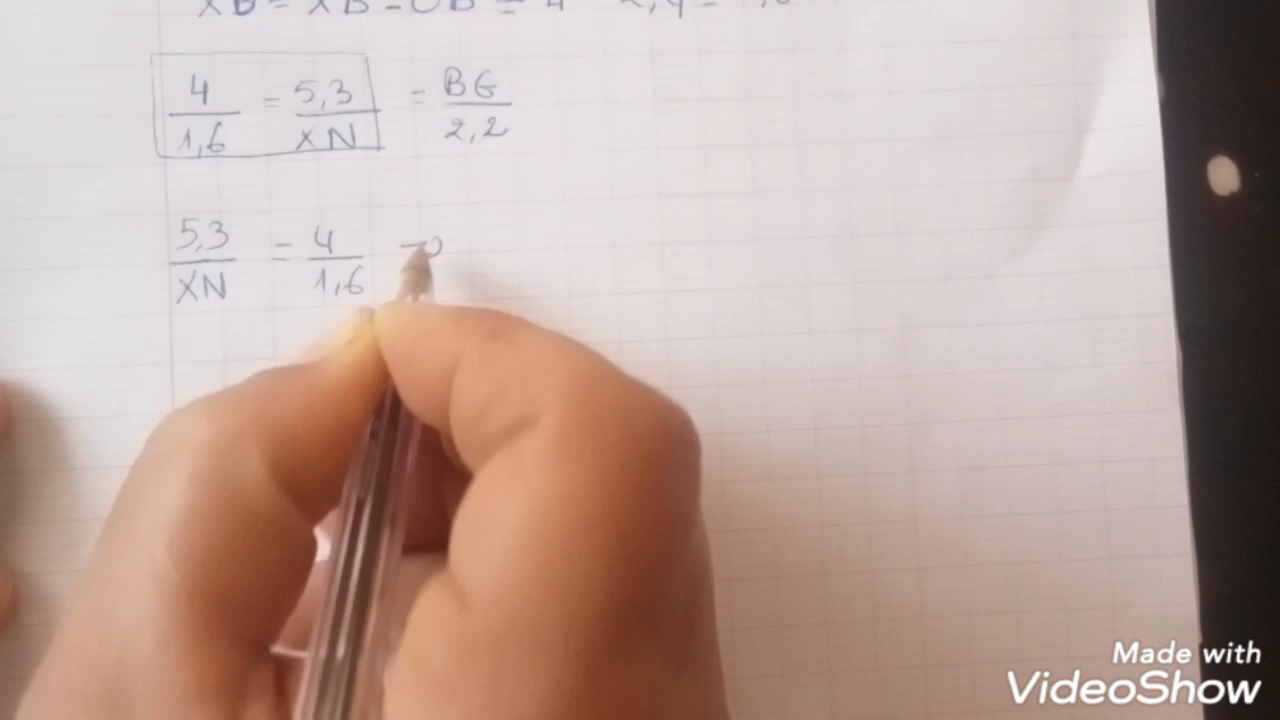 4/1,6 = 5,3/XN = BG/2,2
5,3/XN = 4/1,6
Made with
VideoShow